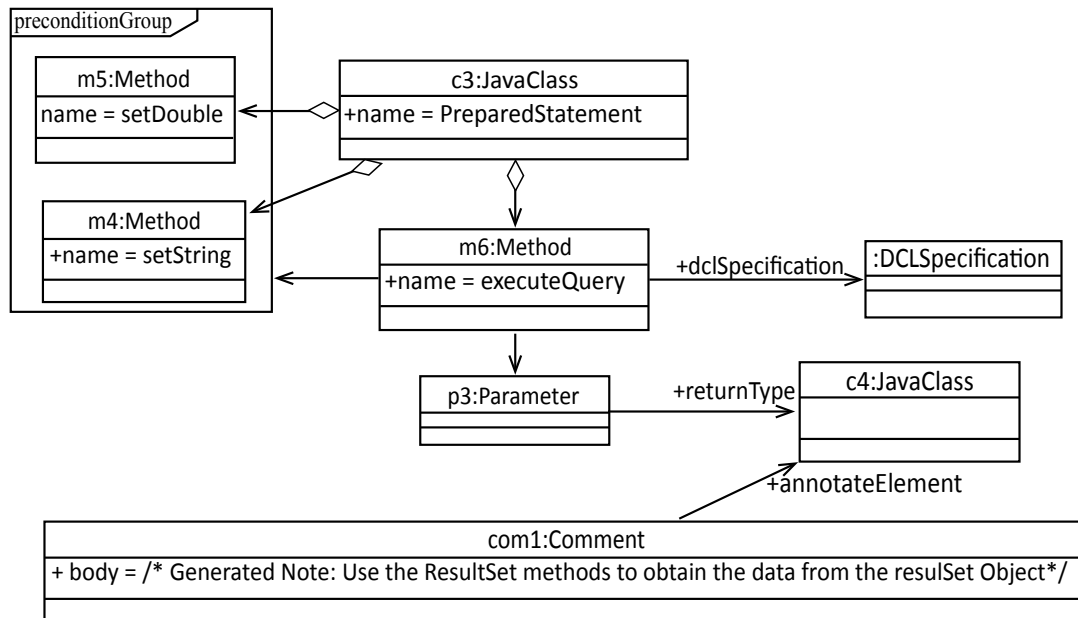 preconditionGroup
m5:Method
name = setDouble
c3:JavaClass
+name = PreparedStatement
m4:Method
+name = setString
m6:Method
+name = executeQuery
+dclSpecification
:DCLSpecification
p3:Parameter
+returnType
c4:JavaClass
+annotateElement
com1:Comment
+ body = /* Generated Note: Use the ResultSet methods to obtain the data from the resulSet Object*/